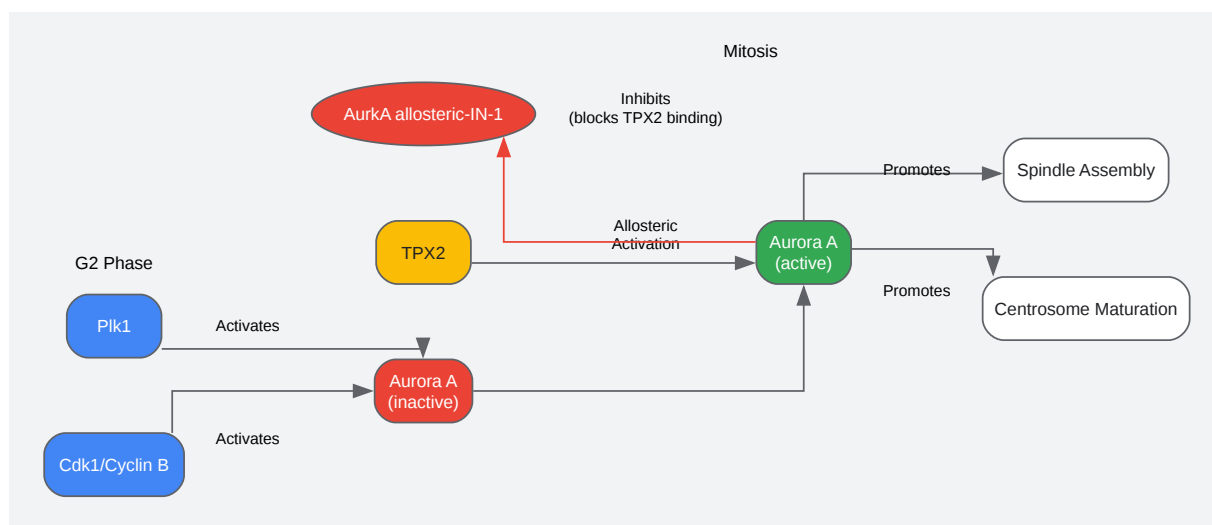 Mitosis
AurkA allosteric-IN-1
Inhibits
(blocks TPX2 binding)
Promotes
Spindle Assembly
Allosteric
Activation
TPX2
Aurora A
(active)
G2 Phase
Promotes
Centrosome Maturation
Plk1
Activates
Aurora A
(inactive)
Activates
Cdk1/Cyclin B